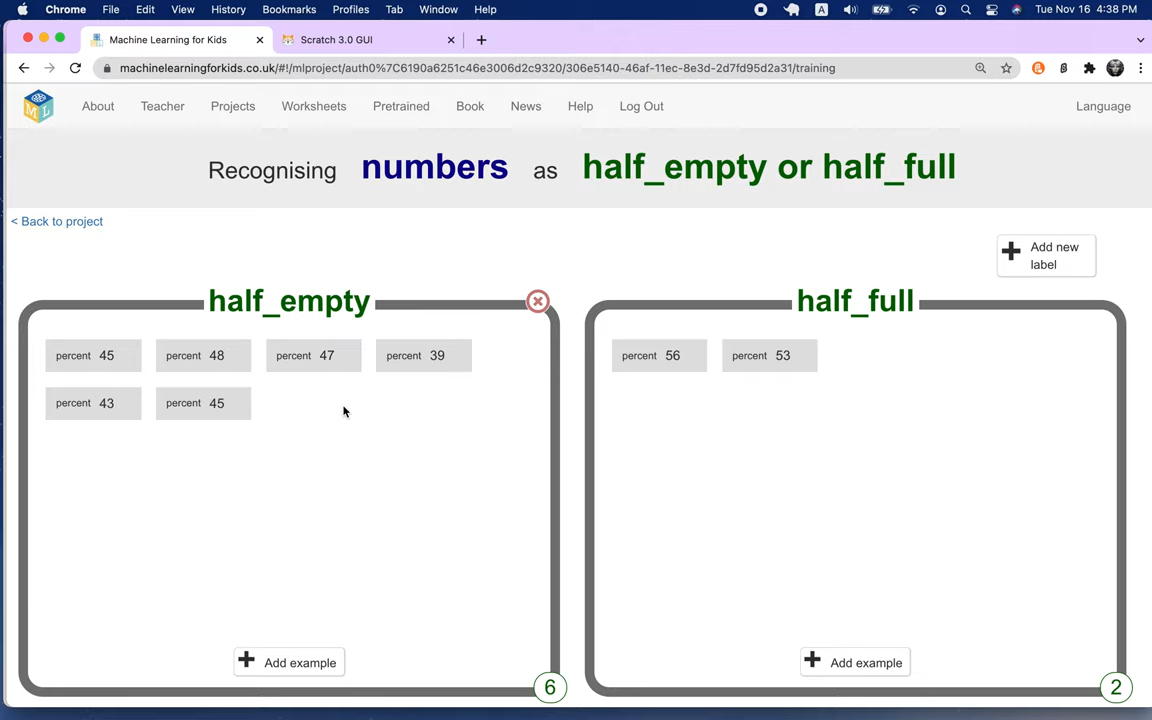 Chrome File Edit View History Bookmarks Profiles Tab Window Help A Tue Nov 16 4:38 PM
Machine Learning for Kids Scratch 3.0 GUI
machinelearningforkids.co.uk/#!/mlproject/auth0%7C6190a6251c46e3006d2c9320/306e5140-46af-11ec-8e3d-2d7fd95d2a31/training
ML About Teacher Projects Worksheets Pretrained Book News Help Log Out Language
Recognising numbers as half_empty or half_full
< Back to project
Add new
label
half_empty
percent 45 percent 48 percent 47 percent 39
percent 43 percent 45
Add example
6
half_full
percent 56 percent 53
Add example
2